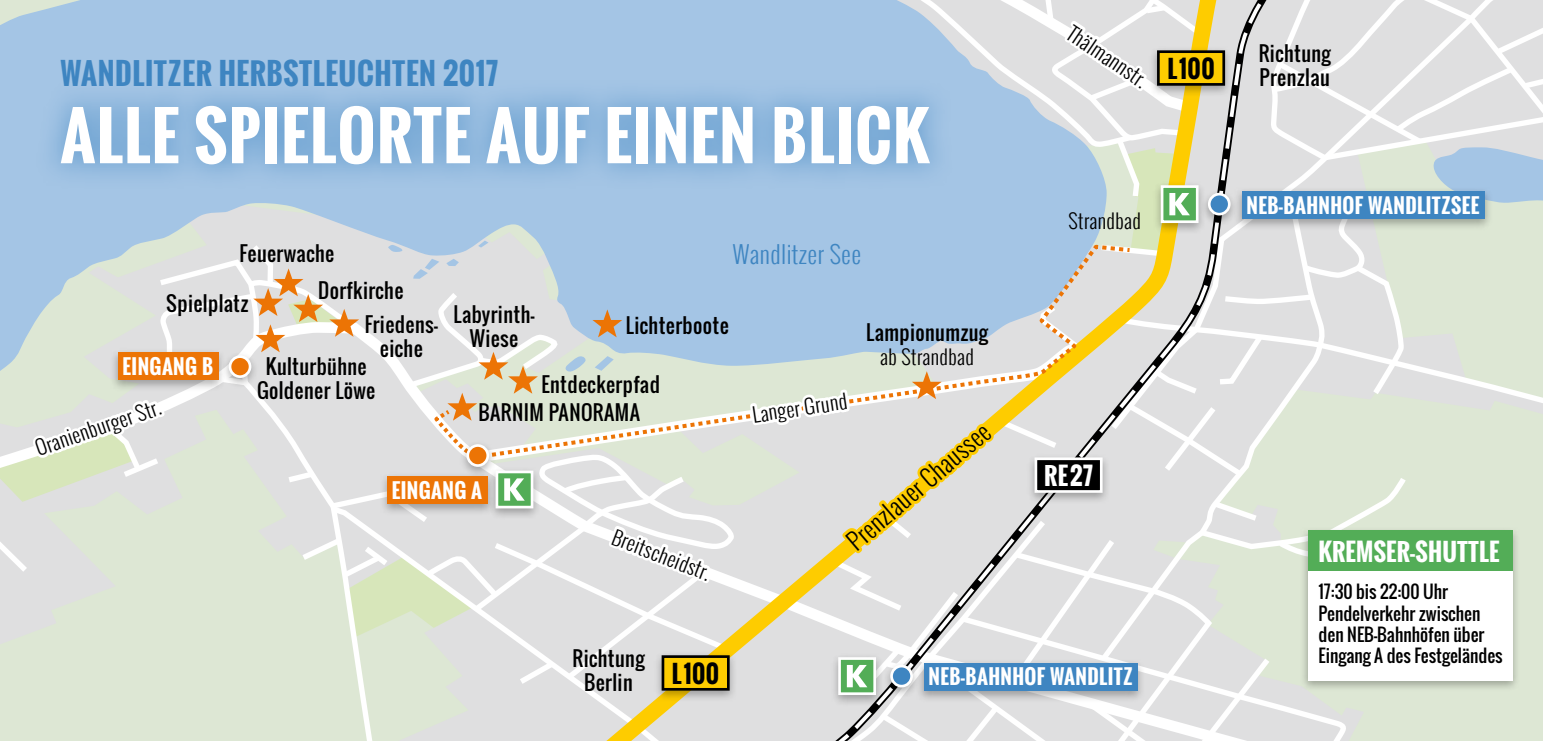 WANDLITZER HERBSTLEUCHTEN 2017
ALLE SPIELORTE AUF EINEN BLICK
Thälmannstr.
L100
Richtung
Prenzlau
K
NEB-BAHNHOF WANDLITZSEE
Strandbad
Wandlitzer See
Feuerwache
Spielplatz
Dorfkirche
Friedens-
eiche
Labyrinth-
Wiese
Lichterboote
Lampionumzug
ab Strandbad
EINGANG B
Kulturbühne
Goldener Löwe
Entdeckerpfad
BARNIM PANORAMA
Langer Grund
Oranienburger Str.
EINGANG A
K
Prenzlauer Chaussee
RE27
Breitscheidstr.
KREMSER-SHUTTLE
17:30 bis 22:00 Uhr
Pendelverkehr zwischen
den NEB-Bahnhöfen über
Eingang A des Festgeländes
Richtung
Berlin
L100
K
NEB-BAHNHOF WANDLITZ